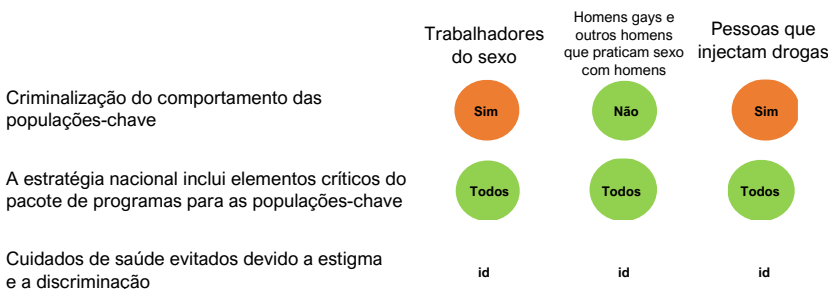 Trabalhadores
do sexo
Homens gays e
outros homens
que praticam sexo
com homens
Pessoas que
injectam drogas
Criminalização do comportamento das
populações-chave
Sim
Não
Sim
A estratégia nacional inclui elementos críticos do
pacote de programas para as populações-chave
Todos
Todos
Todos
Cuidados de saúde evitados devido a estigma
e a discriminação
id
id
id